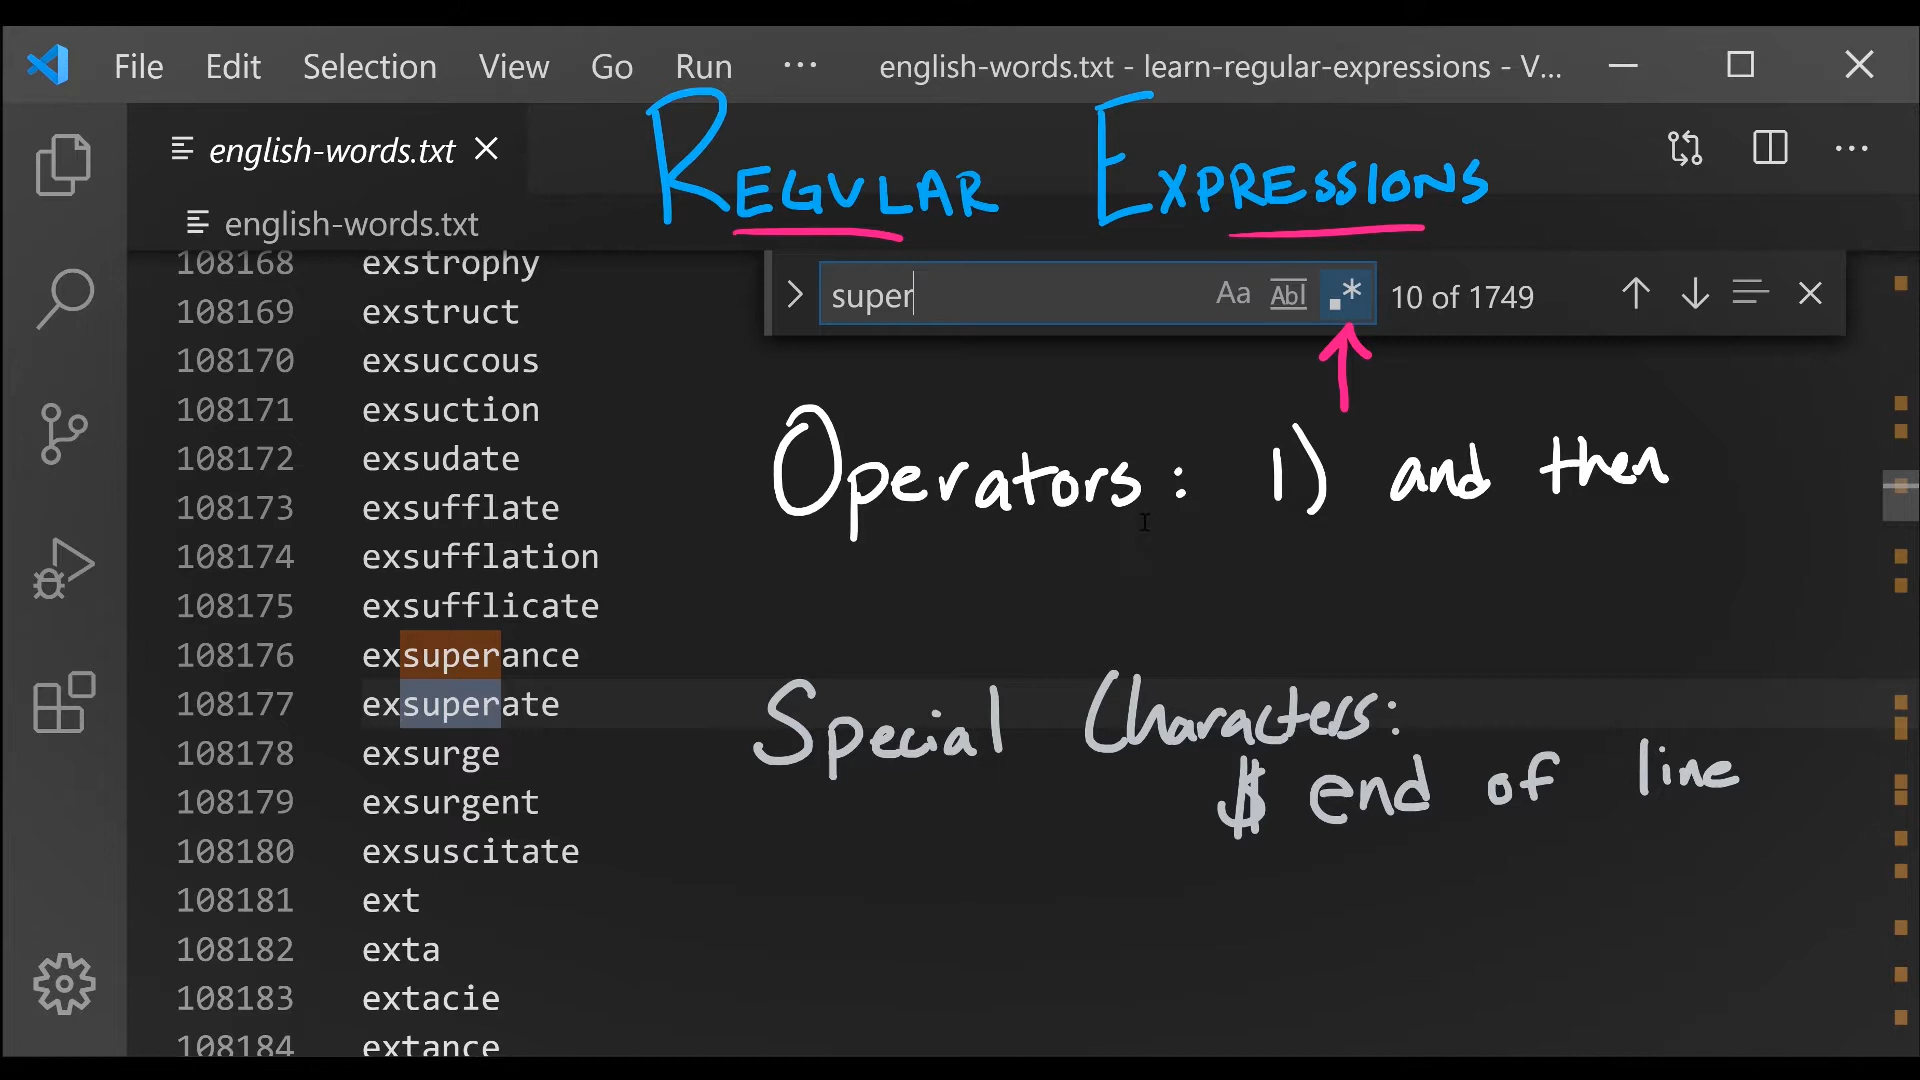 File Edit Selection View Go Run ··· english-words.txt - learn-regular-expressions - V...
english-words.txt
REGULAR EXPRESSIONS
english-words.txt
super Aa Abl .* 10 of 1749
108168 exstrophy
108169 exstruct
108170 exsuccous
108171 exsuction
108172 exsudate
108173 exsufflate
108174 exsufflation
108175 exsufflicate
108176 exsuperance
108177 exsuperate
108178 exsurge
108179 exsurgent
108180 exsuscitate
108181 ext
108182 exta
108183 extacie
108184 extance
Operators: 1) and then
Special Characters:
$ end of line